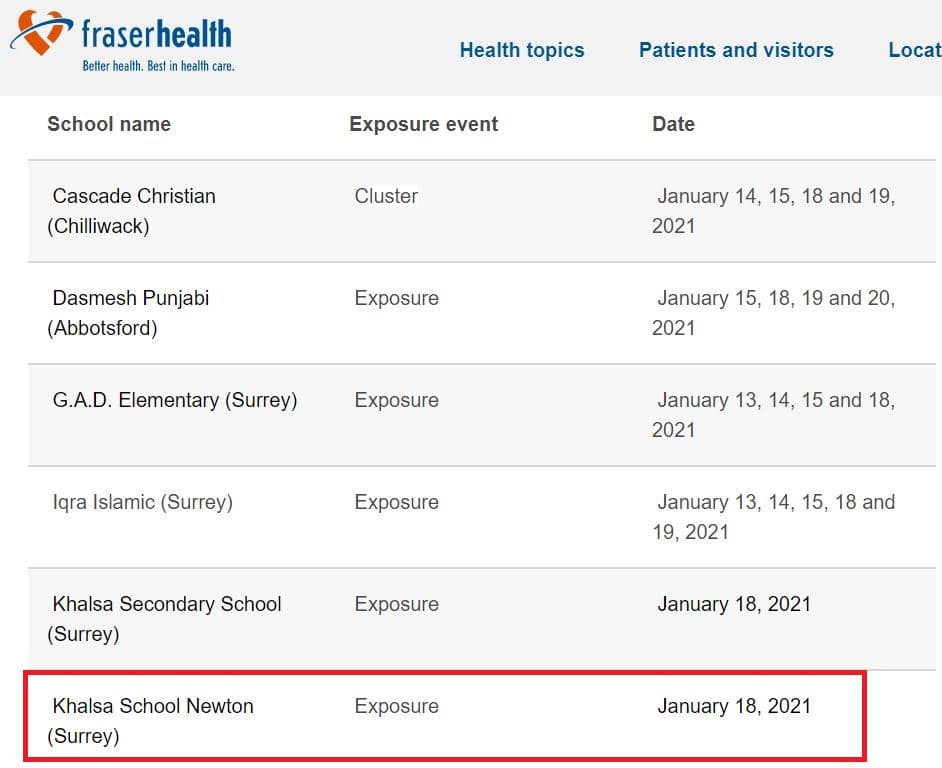 fraserhealth
Better health. Best in health care.
Health topics Patients and visitors Locat
School name Exposure event Date
Cascade Christian Cluster January 14, 15, 18 and 19,
(Chilliwack) 2021
Dasmesh Punjabi Exposure January 15, 18, 19 and 20,
(Abbotsford) 2021
G.A.D. Elementary (Surrey) Exposure January 13, 14, 15 and 18,
2021
Iqra Islamic (Surrey) Exposure January 13, 14, 15, 18 and
19, 2021
Khalsa Secondary School Exposure January 18, 2021
(Surrey)
Khalsa School Newton Exposure January 18, 2021
(Surrey)